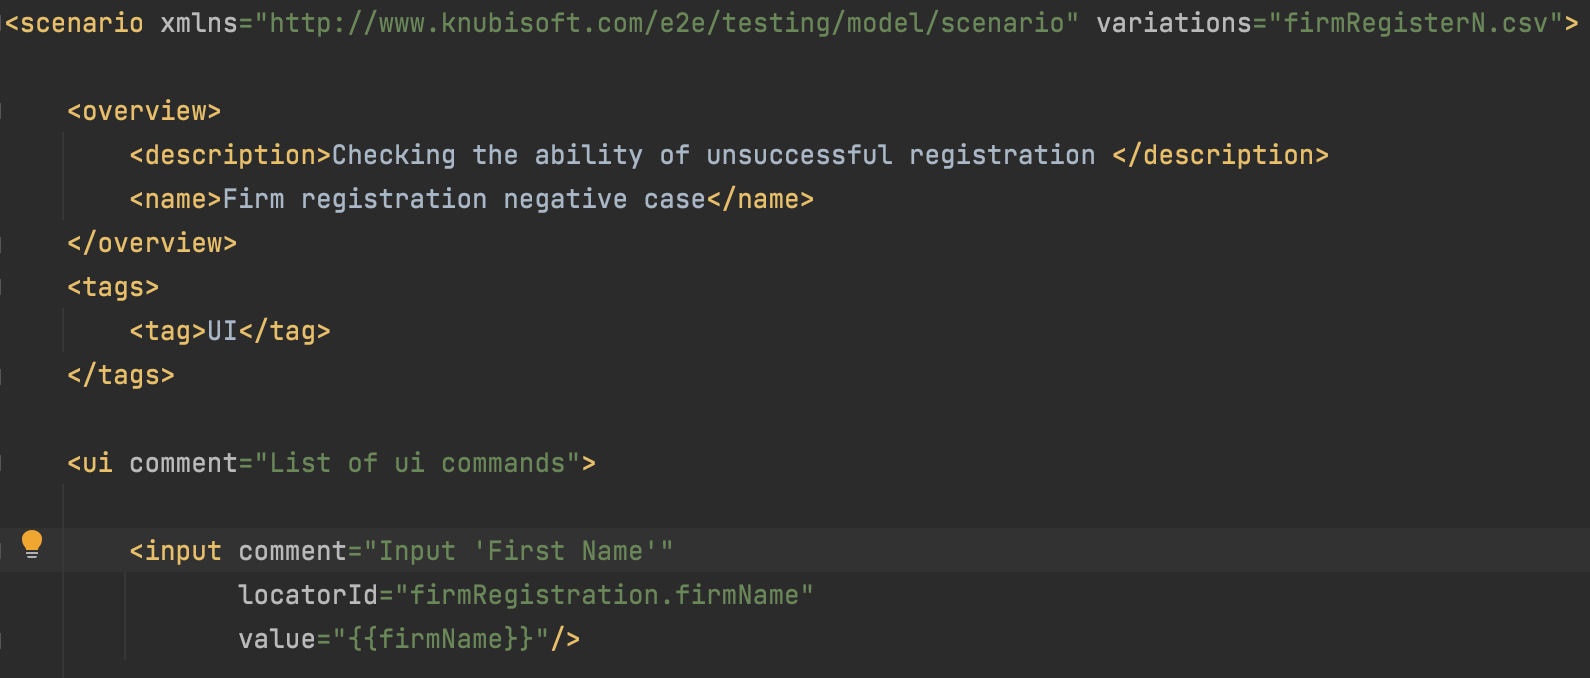 <scenario xmlns="http://www.knubisoft.com/e2e/testing/model/scenario" variations="firmRegisterN.csv">
<overview>
<description>Checking the ability of unsuccessful registration </description>
<name>Firm registration negative case</name>
</overview>
<tags>
<tag>UI</tag>
</tags>
<ui comment="List of ui commands">
<input comment="Input 'First Name'"
locatorId="firmRegistration.firmName"
value="{{firmName}}"/>